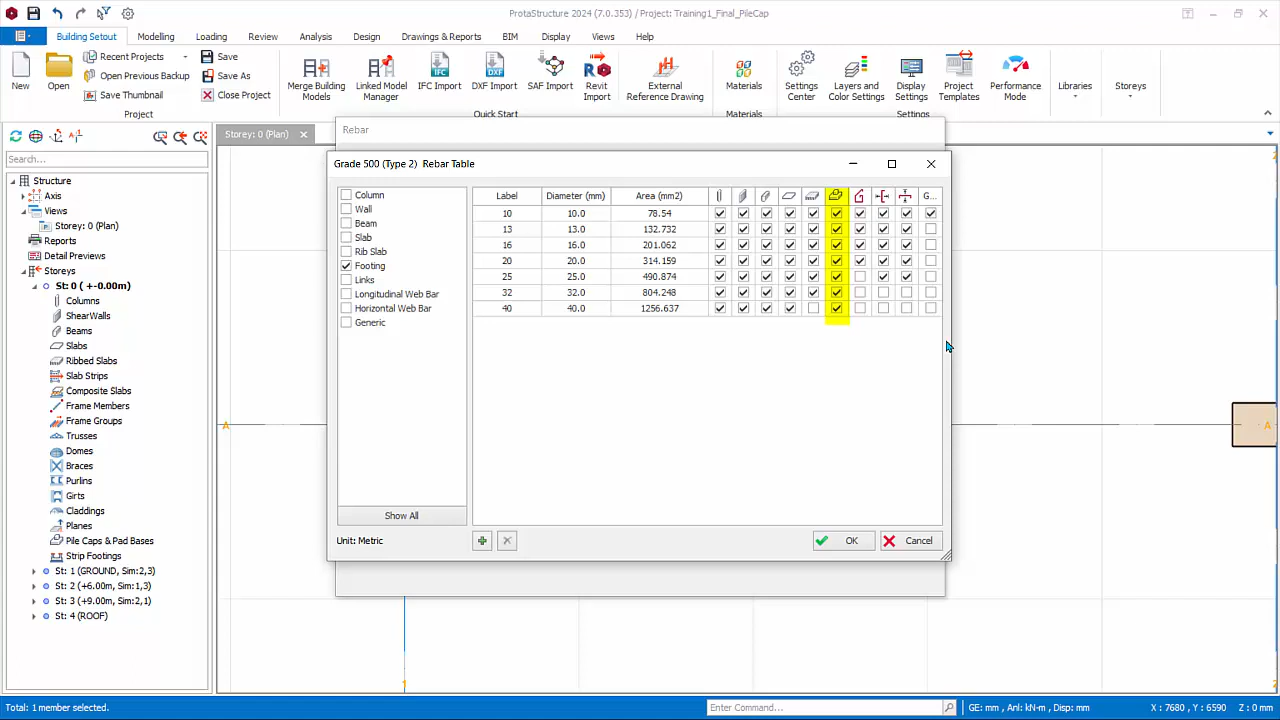 ProtaStructure 2024 (7.0.353) / Project: Training1_Final_PileCap
Building Setout Modelling Loading Review Analysis Design Drawings & Reports BIM Display Views Help
New
Open
Recent Projects
Open Previous Backup
Save Thumbnail
Save
Save As
Close Project
Merge Building Models
Linked Model Manager
IFC Import
DXF Import
SAF Import
Revit Import
External Reference Drawing
Materials
Settings Center
Layers and Color Settings
Display Settings
Project Templates
Performance Mode
Libraries
Storeys
Project
Quick Start
Materials
Settings
Storey: 0 (Plan)
Search...
Structure
Axis
Views
Storey: 0 (Plan)
Reports
Detail Previews
Storeys
St: 0 ( +-0.00m)
Columns
ShearWalls
Beams
Slabs
Ribbed Slabs
Slab Strips
Composite Slabs
Frame Members
Frame Groups
Trusses
Domes
Braces
Purlins
Girts
Claddings
Planes
Pile Caps & Pad Bases
Strip Footings
St: 1 (GROUND, Sim:2,3)
St: 2 (+6.00m, Sim:1,3)
St: 3 (+9.00m, Sim:2,1)
St: 4 (ROOF)
Rebar
Grade 500 (Type 2) Rebar Table
Column
Wall
Beam
Slab
Rib Slab
Footing
Links
Longitudinal Web Bar
Horizontal Web Bar
Generic
Show All
Unit: Metric
Label Diameter (mm) Area (mm2) G...
10 10.0 78.54
13 13.0 132.732
16 16.0 201.062
20 20.0 314.159
25 25.0 490.874
32 32.0 804.248
40 40.0 1256.637
OK
Cancel
A
A
1
Total: 1 member selected.
Enter Command...
GE: mm, Anl: kN-m , Disp: mm
X : 7680 , Y : 6590
Z : 0 mm